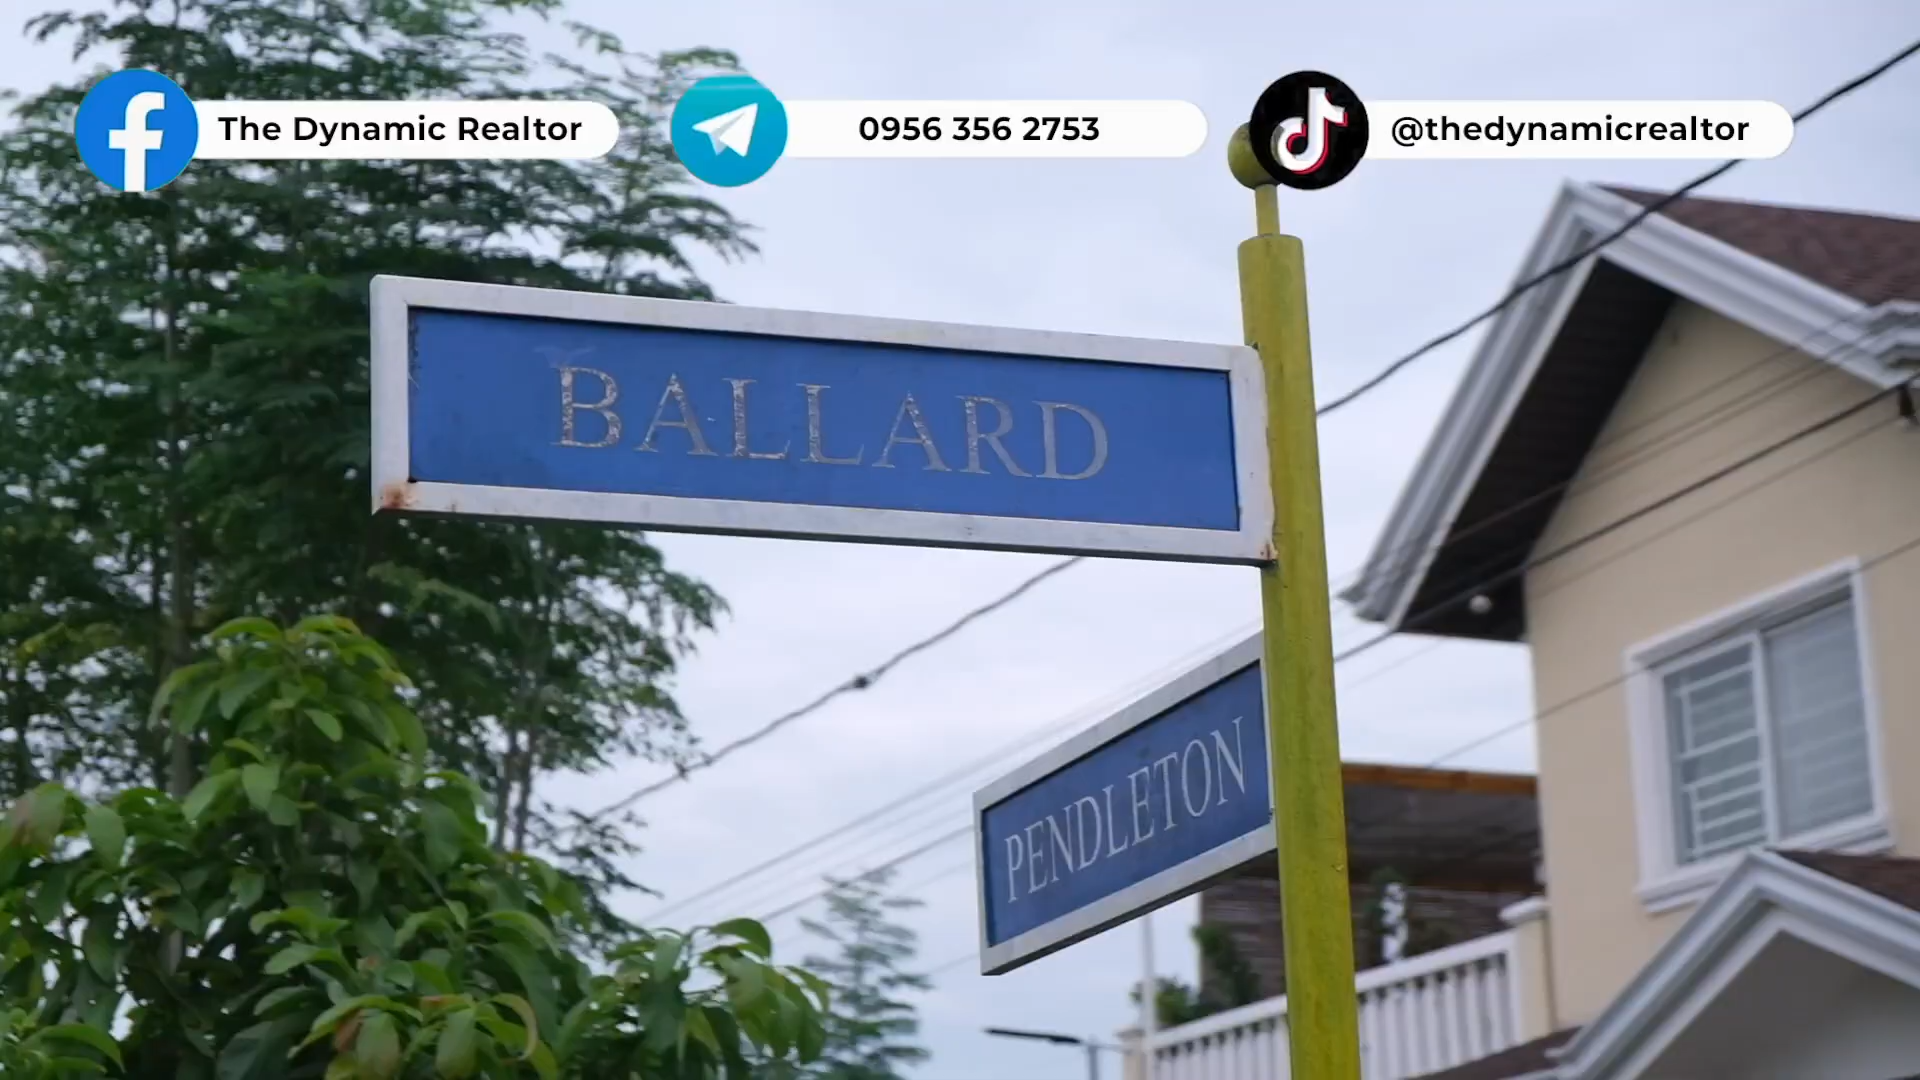 The Dynamic Realtor
0956 356 2753
@thedynamicrealtor
BALLARD
PENDLETON